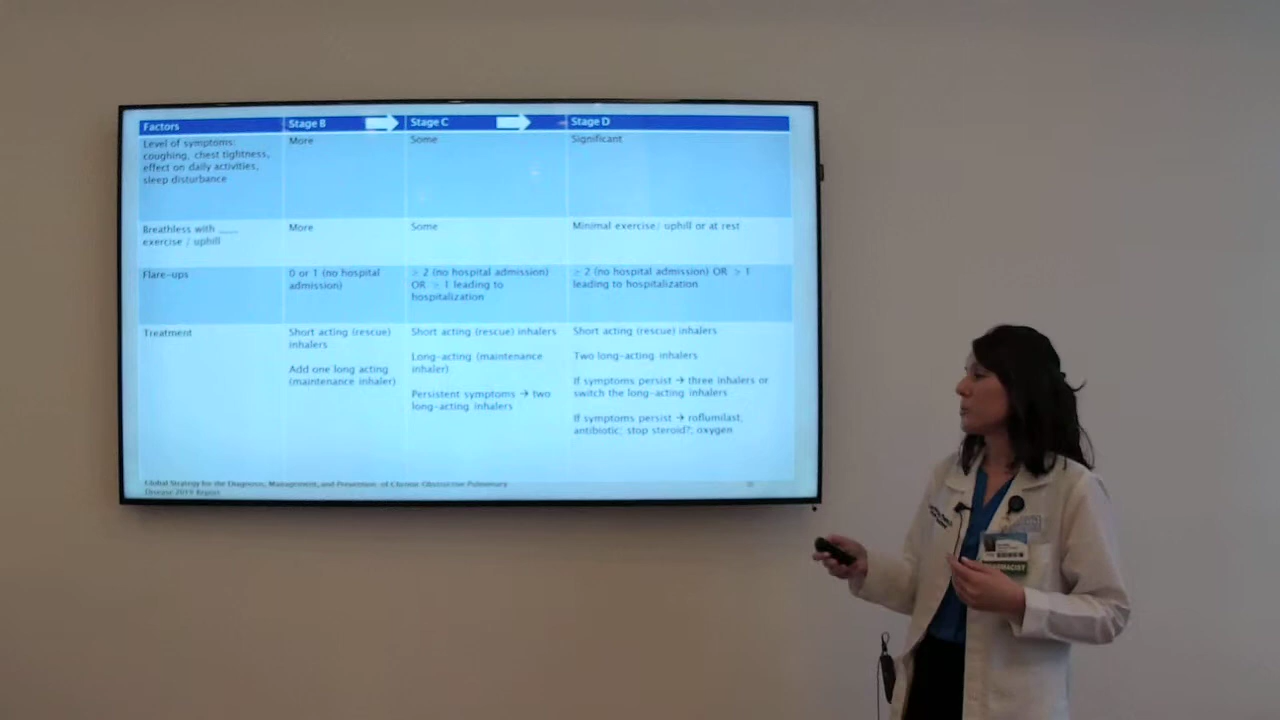 Factors
Stage B
Stage C
Stage D
Level of symptoms:
coughing, chest tightness,
effect on daily activities,
sleep disturbance
More
Some
Significant
Breathless with ____
exercise / uphill
More
Some
Minimal exercise/ uphill or at rest
Flare-ups
0 or 1 (no hospital
admission)
≥ 2 (no hospital admission)
OR ≥ 1 leading to
hospitalization
≥ 2 (no hospital admission) OR ≥ 1
leading to hospitalization
Treatment
Short acting (rescue)
inhalers
Add one long acting
(maintenance inhaler)
Short acting (rescue) inhalers
Long-acting (maintenance
inhaler)
Persistent symptoms → two
long-acting inhalers
Short acting (rescue) inhalers
Two long-acting inhalers
If symptoms persist → three inhalers or
switch the long-acting inhalers
If symptoms persist → roflumilast;
antibiotic; stop steroid?; oxygen
Global Strategy for the Diagnosis, Management, and Prevention of Chronic Obstructive Pulmonary
Disease 2019 Report
PHARMACIST